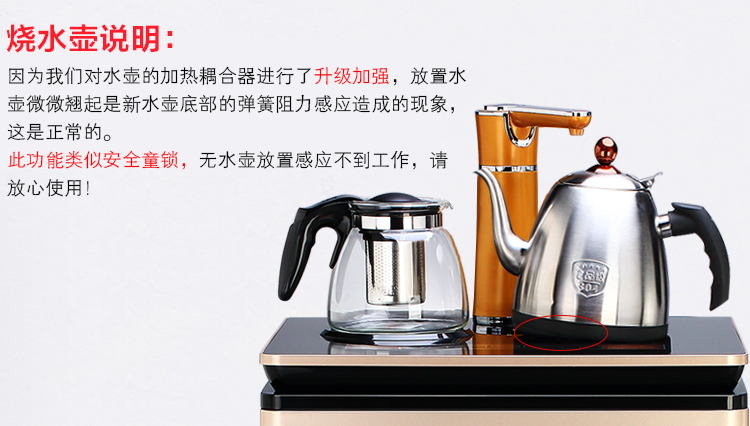 烧水壶说明：
因为我们对水壶的加热耦合器进行了升级加强，放置水
壶微微翘起是新水壶底部的弹簧阻力感应造成的现象，
这是正常的。
此功能类似安全童锁，无水壶放置感应不到工作，请
放心使用！
304